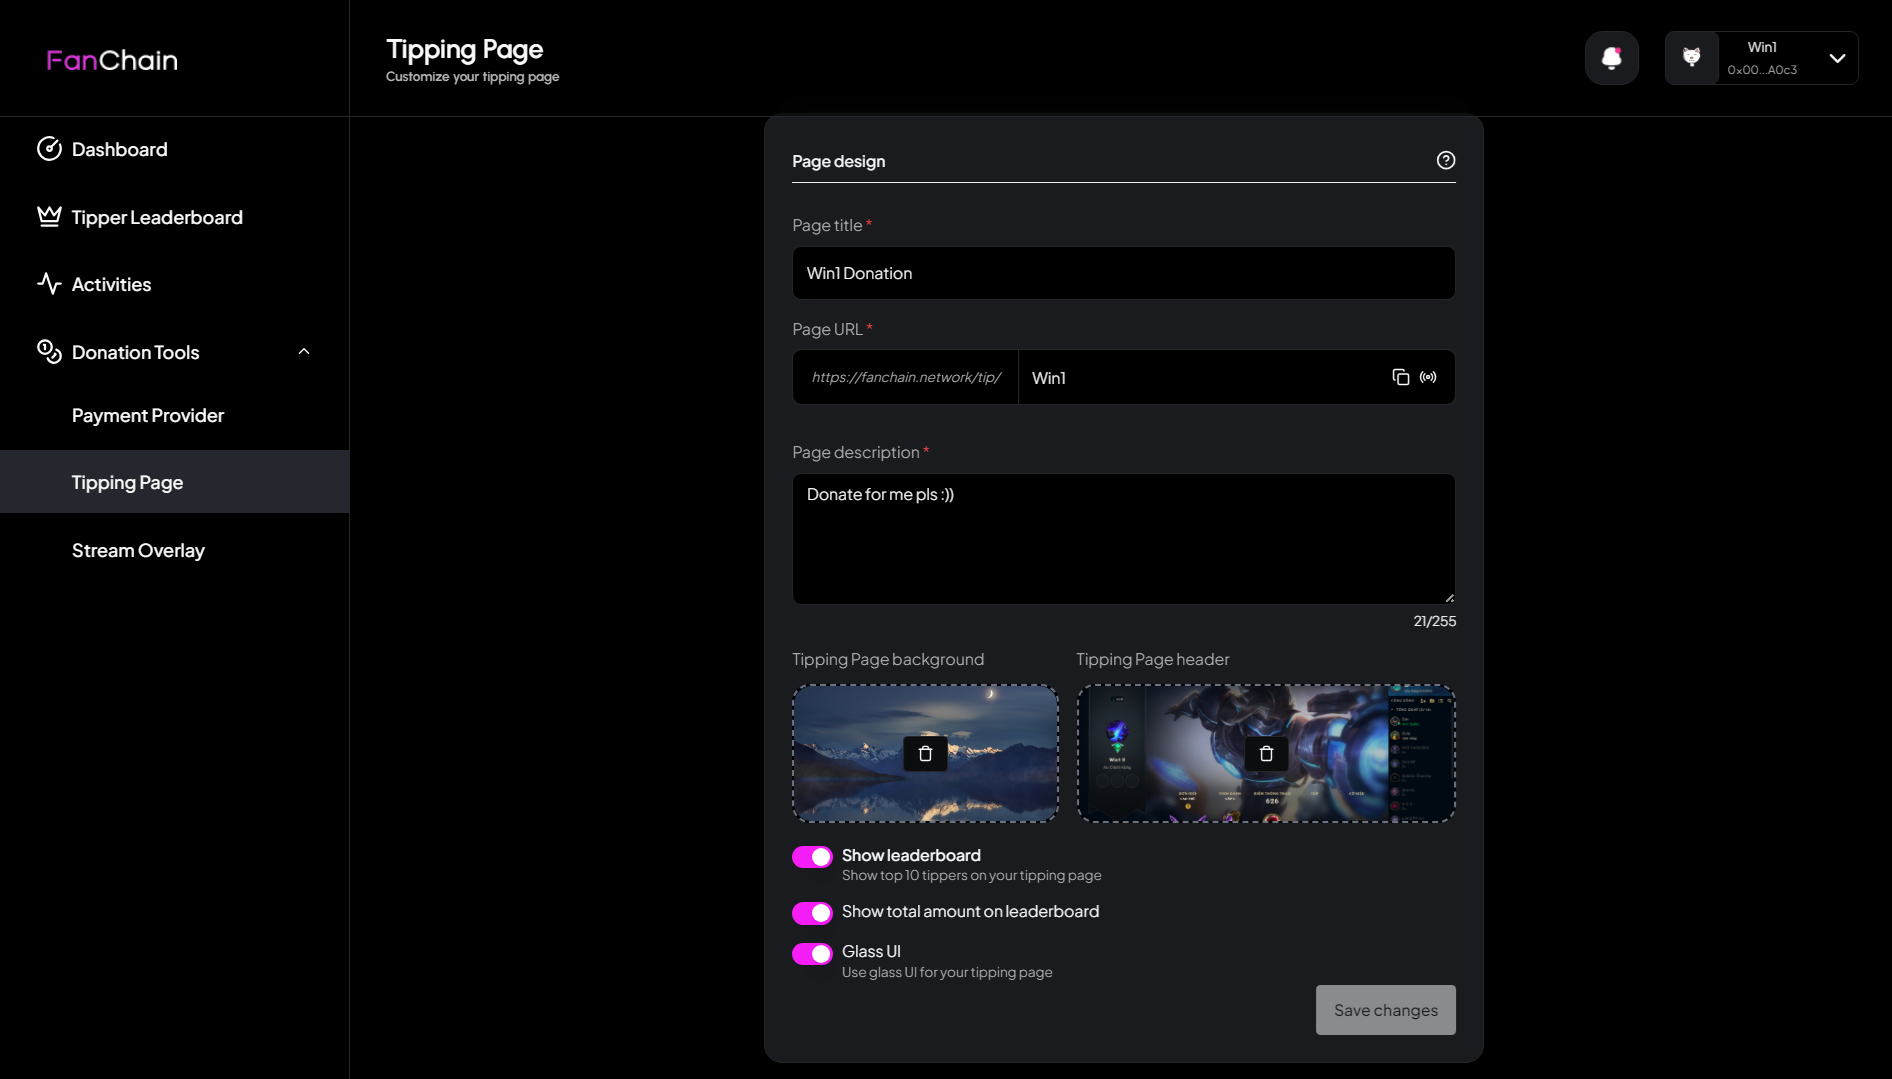 FanChain
Tipping Page
Customize your tipping page
Win1
0x00...A0c3
Dashboard
Tipper Leaderboard
Activities
Donation Tools
Payment Provider
Tipping Page
Stream Overlay
Page design
Page title *
Win1 Donation
Page URL *
https://fanchain.network/tip/
Win1
Page description *
Donate for me pls :))
21/255
Tipping Page background
Tipping Page header
626
Show leaderboard
Show top 10 tippers on your tipping page
Show total amount on leaderboard
Glass UI
Use glass UI for your tipping page
Save changes